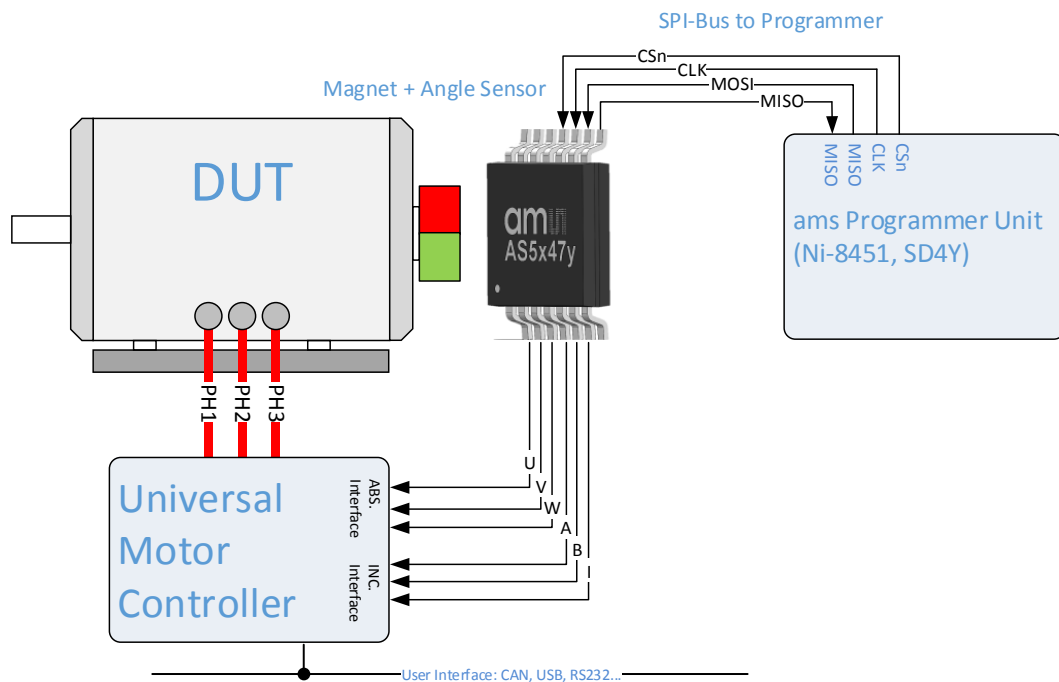 SPI-Bus to Programmer
CSn
CLK
MOSI
MISO
Magnet + Angle Sensor
DUT
am
AS5x47y
MISO
MISO
CLK
CSn
ams Programmer Unit
(Ni-8451, SD4Y)
PH1
PH2
PH3
U
V
W
A
B
I
Universal
Motor
Controller
ABS.
Interface
INC.
Interface
User Interface: CAN, USB, RS232...